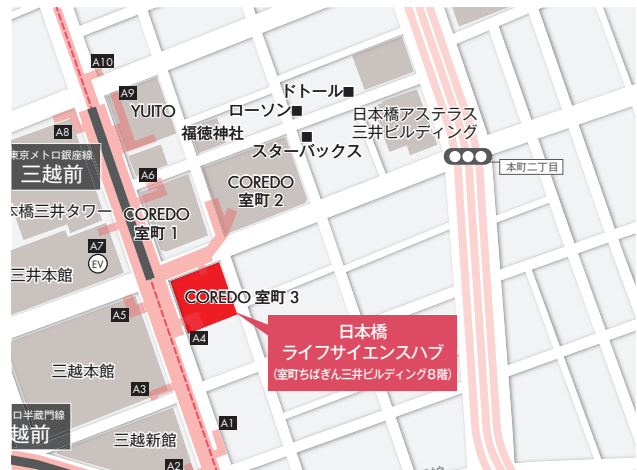 A10
A9
YUITO
ドトール
ローソン
福徳神社
スターバックス
日本橋アステラス
三井ビルディング
A8
東京メトロ銀座線
三越前
A6
本町二丁目
COREDO
室町 2
本橋三井タワー
COREDO
室町 1
A7
EV
三井本館
COREDO 室町 3
A5
A4
日本橋
ライフサイエンスハブ
(室町ちばぎん三井ビルディング8階)
三越本館
A3
ロ半蔵門線
越前
A1
三越新館
A2